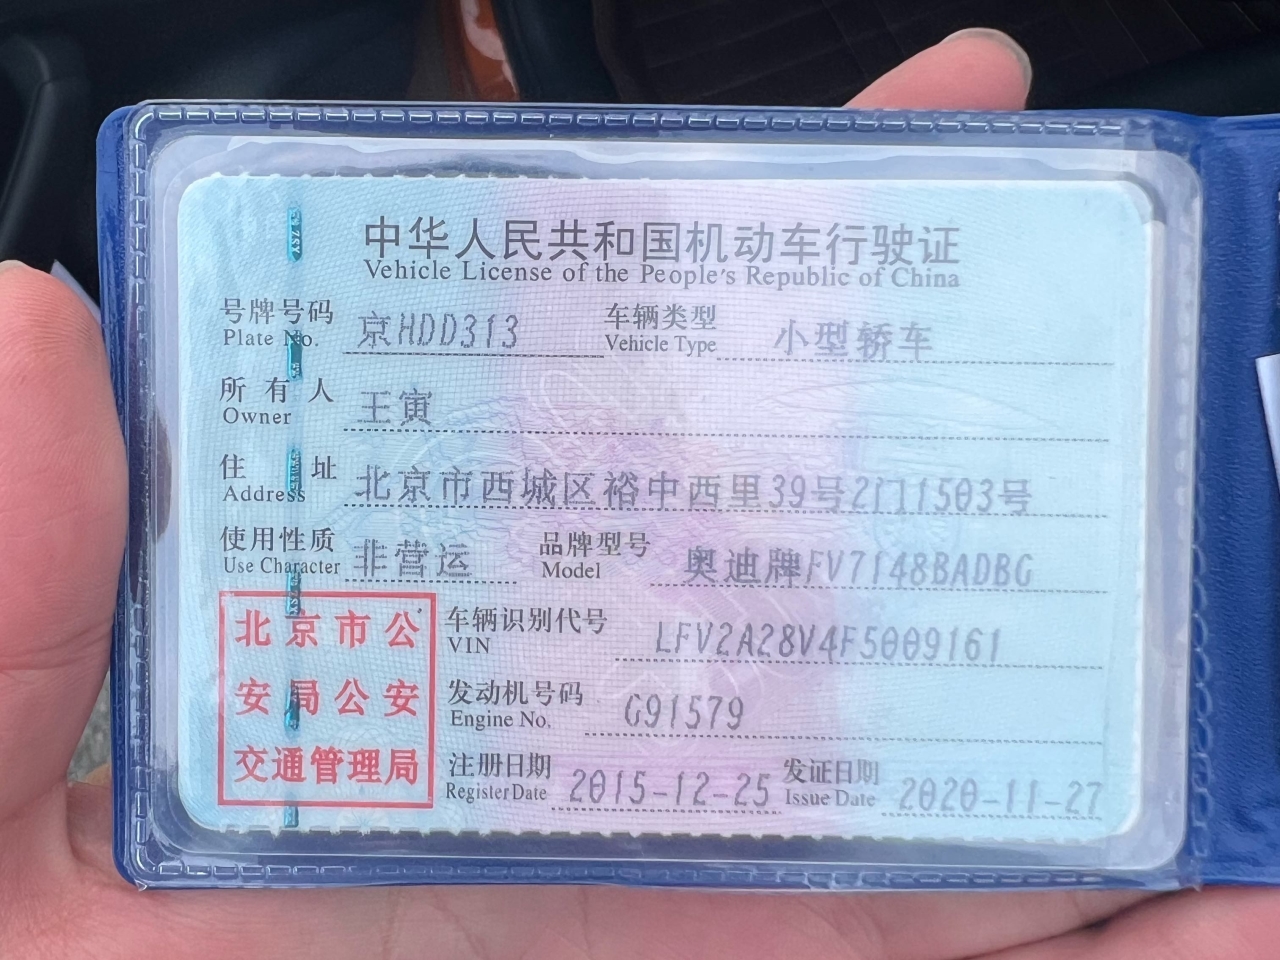 中华人民共和国机动车行驶证
Vehicle License of the People's Republic of China
号牌号码 京HDD313 车辆类型 小型轿车
Plate No. Vehicle Type
所有人 王寅
Owner
住址 北京市西城区裕中西里39号2门1503号
Address
使用性质 非营运 品牌型号 奥迪牌FV7148BADBG
Use Character Model
北京市公
安局公安
交通管理局
车辆识别代号 LFV2A28V4F5009161
VIN
发动机号码 G91579
Engine No.
注册日期 2015-12-25 发证日期 2020-11-27
Register Date Issue Date